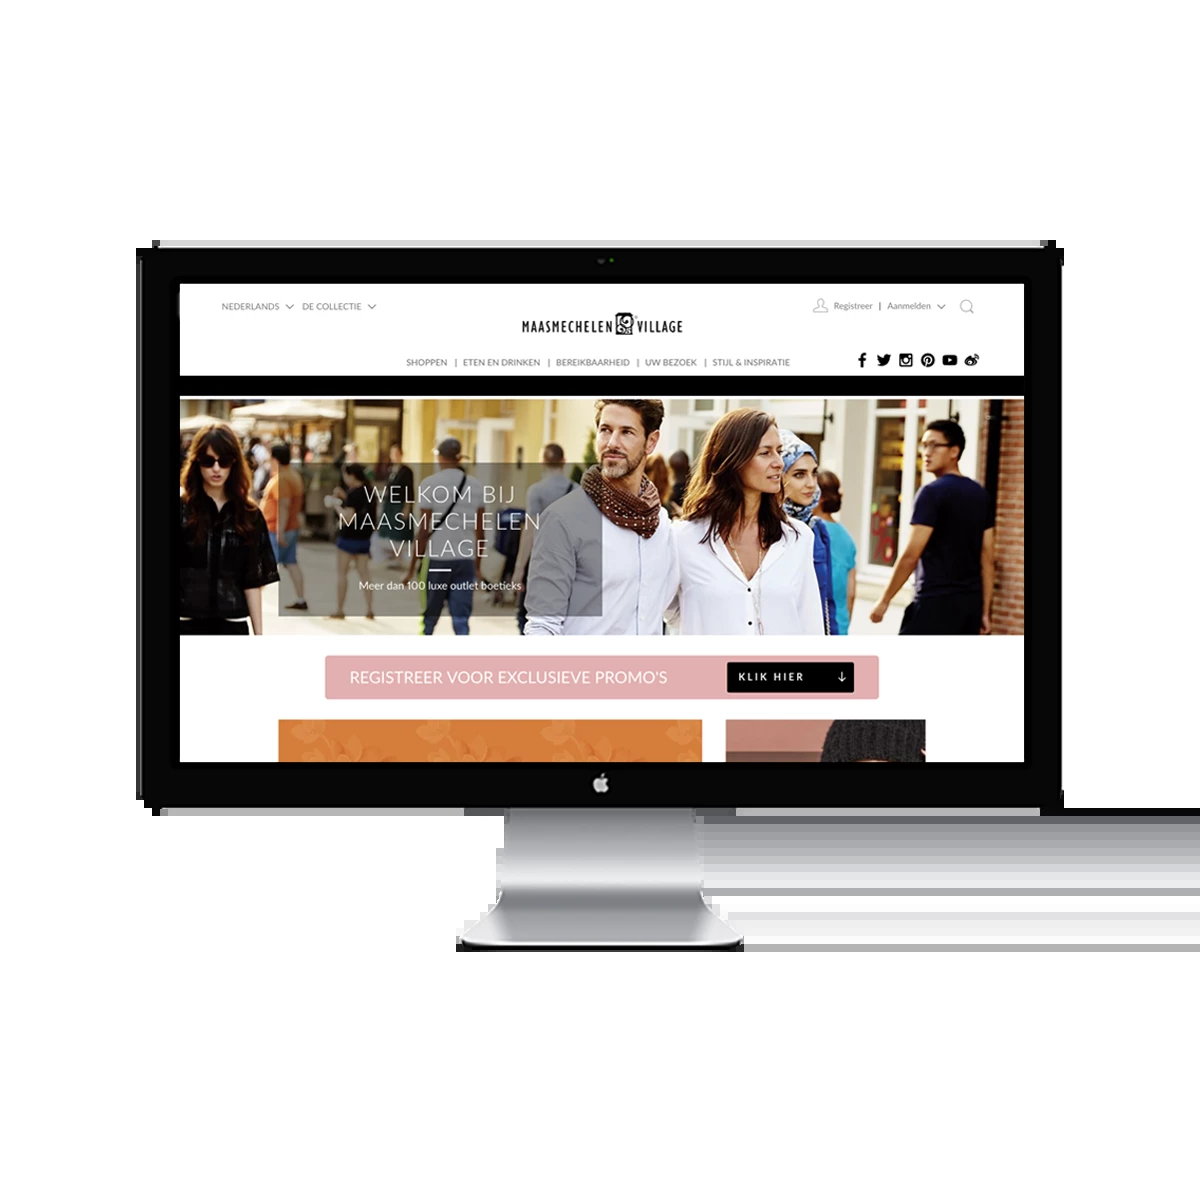 NEDERLANDS DE COLLECTIE
Registreer | Aanmelden
MAASMECHELEN VILLAGE
SHOPPEN | ETEN EN DRINKEN | BEREIKBAARHEID | UW BEZOEK | STIJL & INSPIRATIE
WELKOM BIJ
MAASMECHELEN
VILLAGE
Meer dan 100 luxe outlet boetieks
REGISTREER VOOR EXCLUSIEVE PROMO'S
KLIK HIER